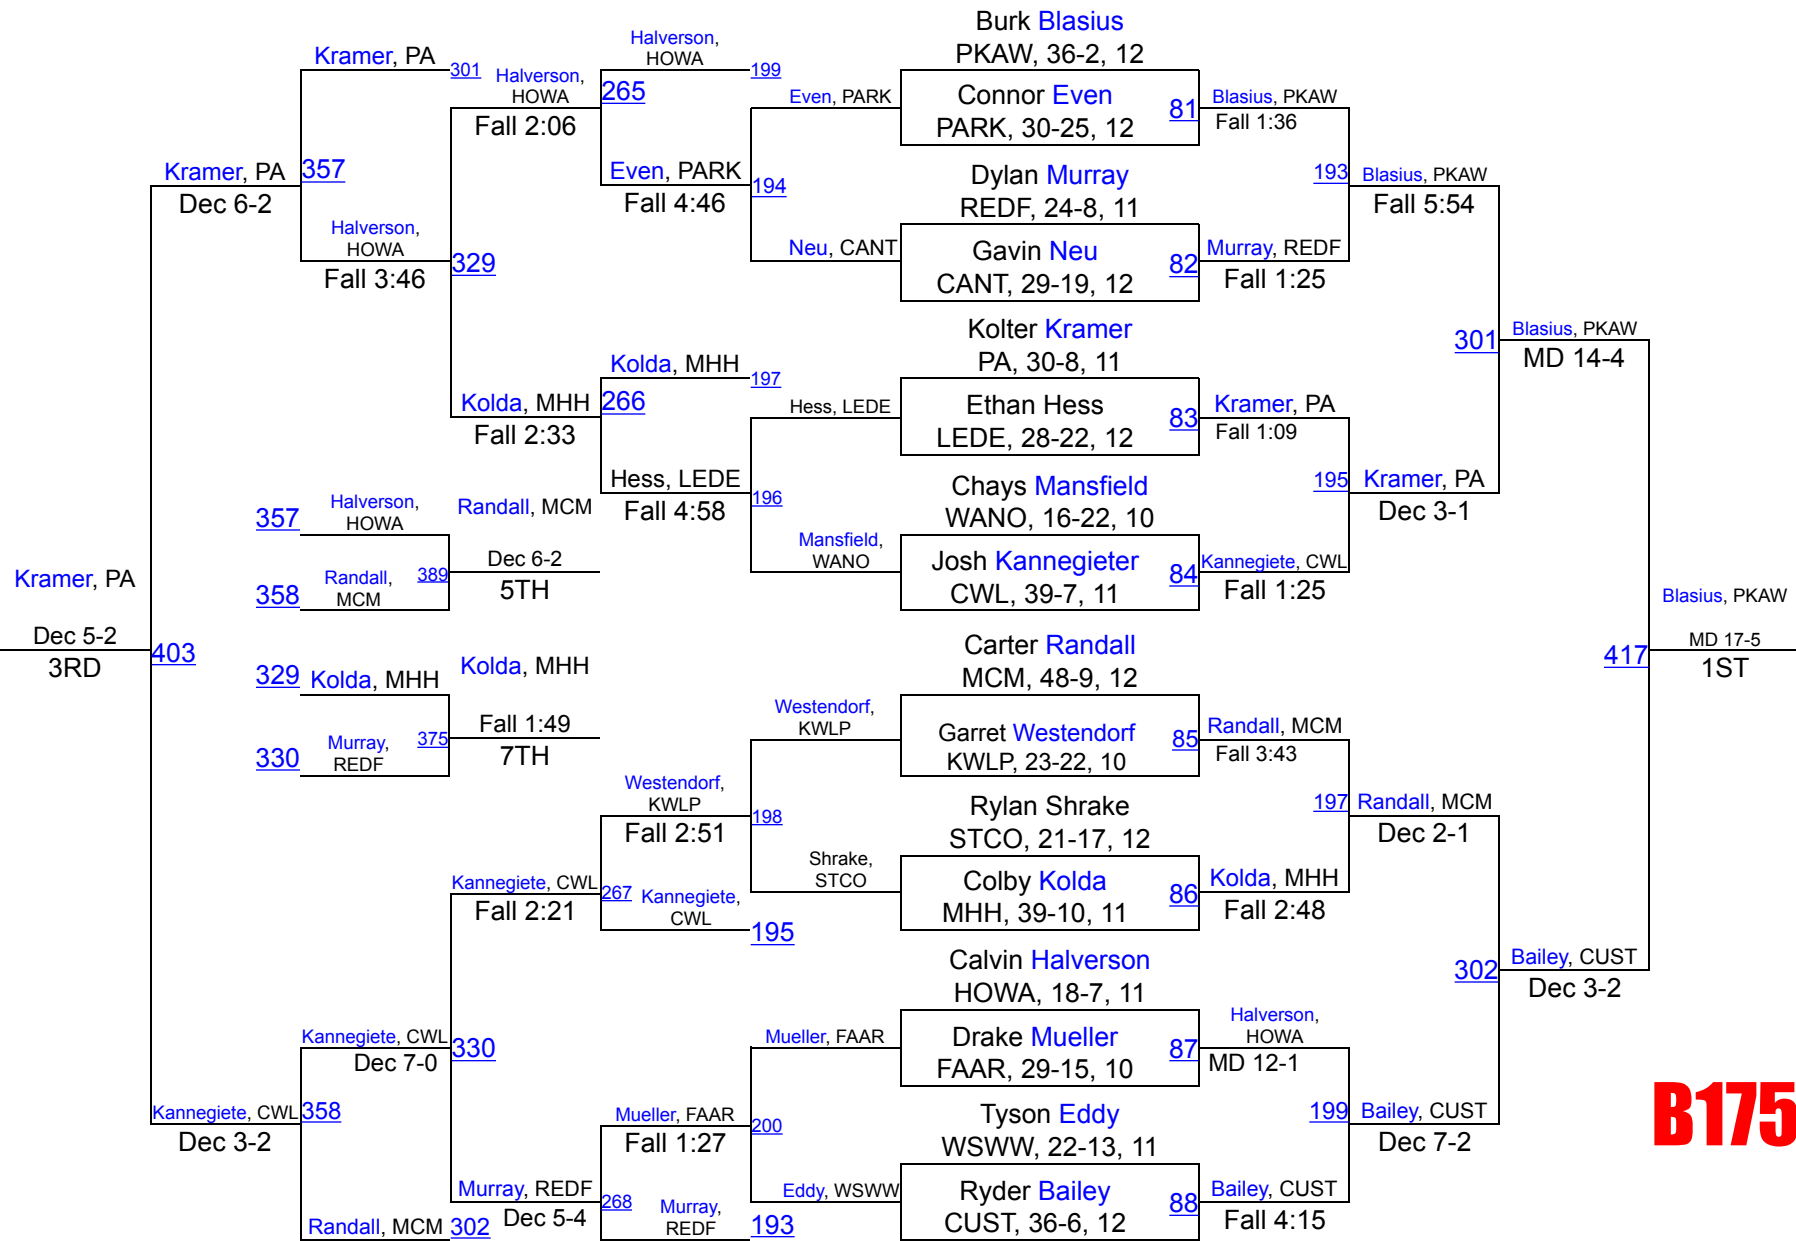 Kramer, PA
301
Halverson,
HOWA
Fall 2:06
265
Halverson,
HOWA
199
Even, PARK
Kramer, PA
Dec 6-2
357
Halverson,
HOWA
Fall 3:46
329
Even, PARK
Fall 4:46
194
Neu, CANT
Kolda, MHH
Fall 2:33
266
Kolda, MHH
197
Hess, LEDE
Hess, LEDE
Fall 4:58
196
Mansfield,
WANO
357
Halverson,
HOWA
358
Randall,
MCM
389
Randall, MCM
Dec 6-2
5TH
Kramer, PA
Dec 5-2
3RD
403
329
Kolda, MHH
330
Murray,
REDF
375
Kolda, MHH
Fall 1:49
7TH
Westendorf,
KWLP
Westendorf,
KWLP
Fall 2:51
198
Shrake,
STCO
Kannegiete, CWL
Fall 2:21
267
Kannegiete,
CWL
195
Kannegiete, CWL
Dec 7-0
330
Kannegiete, CWL
Dec 3-2
358
Randall, MCM
302
Murray, REDF
Dec 5-4
268
Mueller, FAAR
Fall 1:27
200
Murray,
REDF
193
Mueller, FAAR
Eddy, WSWW
Burk Blasius
PKAW, 36-2, 12
Connor Even
PARK, 30-25, 12
81
Dylan Murray
REDF, 24-8, 11
Gavin Neu
CANT, 29-19, 12
82
Kolter Kramer
PA, 30-8, 11
Ethan Hess
LEDE, 28-22, 12
83
Chays Mansfield
WANO, 16-22, 10
Josh Kannegieter
CWL, 39-7, 11
84
Carter Randall
MCM, 48-9, 12
Garret Westendorf
KWLP, 23-22, 10
85
Rylan Shrake
STCO, 21-17, 12
Colby Kolda
MHH, 39-10, 11
86
Calvin Halverson
HOWA, 18-7, 11
Drake Mueller
FAAR, 29-15, 10
87
Tyson Eddy
WSWW, 22-13, 11
Ryder Bailey
CUST, 36-6, 12
88
Blasius, PKAW
Fall 1:36
193
Murray, REDF
Fall 1:25
Kramer, PA
Fall 1:09
195
Kannegiete, CWL
Fall 1:25
Randall, MCM
Fall 3:43
197
Kolda, MHH
Fall 2:48
Halverson,
HOWA
MD 12-1
199
Bailey, CUST
Fall 4:15
Blasius, PKAW
Fall 5:54
301
Kramer, PA
Dec 3-1
Randall, MCM
Dec 2-1
302
Bailey, CUST
Dec 7-2
Blasius, PKAW
MD 14-4
417
Bailey, CUST
Dec 3-2
Blasius, PKAW
MD 17-5
1ST
B175